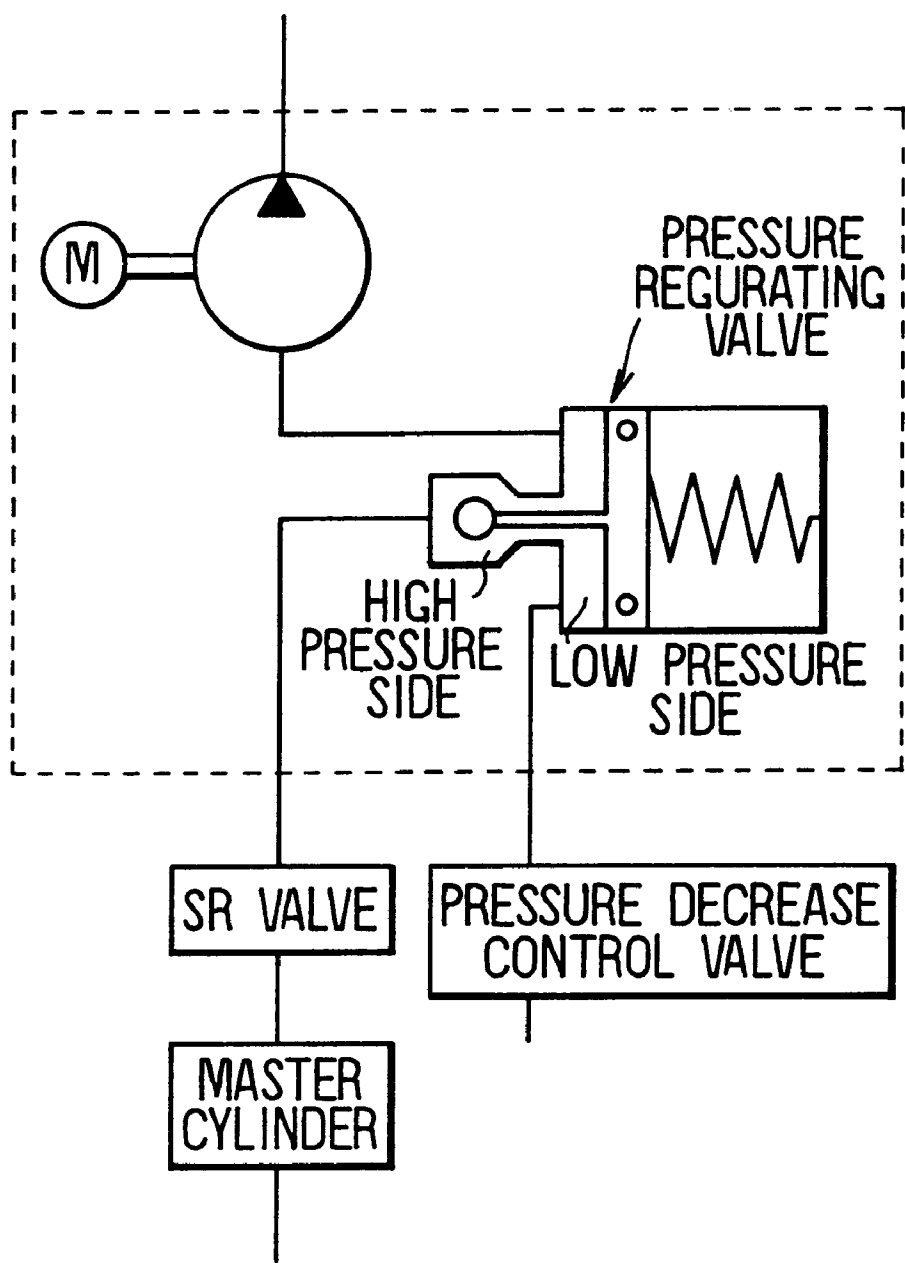 M
PRESSURE
REGURATING
VALVE
HIGH
PRESSURE
SIDE
LOW PRESSURE
SIDE
SR VALVE
PRESSURE DECREASE
CONTROL VALVE
MASTER
CYLINDER